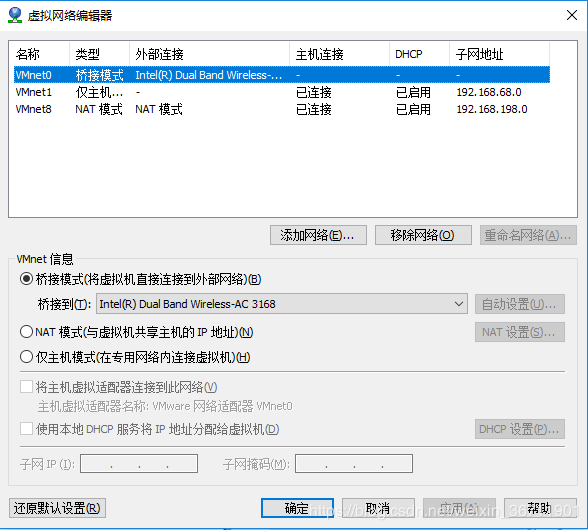 虚拟网络编辑器
名称 类型 外部连接 主机连接 DHCP 子网地址
VMnet0 桥接模式 Intel(R) Dual Band Wireless-... - - -
VMnet1 仅主机... - 已连接 已启用 192.168.68.0
VMnet8 NAT 模式 NAT 模式 已连接 已启用 192.168.198.0
添加网络(E)... 移除网络(O) 重命名网络(A)...
VMnet 信息
桥接模式(将虚拟机直接连接到外部网络)(B)
桥接到(T): Intel(R) Dual Band Wireless-AC 3168 自动设置(U)...
NAT 模式(与虚拟机共享主机的 IP 地址)(N) NAT 设置(S)...
仅主机模式(在专用网络内连接虚拟机)(H)
将主机虚拟适配器连接到此网络(V)
主机虚拟适配器名称: VMware 网络适配器 VMnet0
使用本地 DHCP 服务将 IP 地址分配给虚拟机(D) DHCP 设置(P)...
子网 IP (I): . . . 子网掩码(M): . . .
还原默认设置(R) 确定 取消 应用(A) 帮助